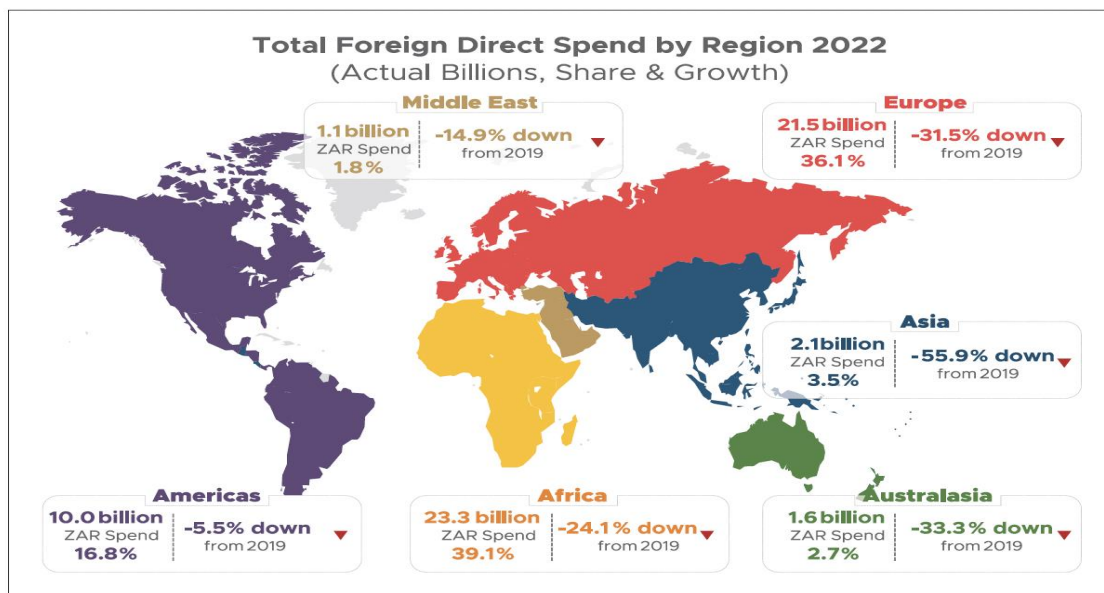 Total Foreign Direct Spend by Region 2022
(Actual Billions, Share & Growth)
Middle East
1.1 billion
ZAR Spend
1.8%
-14.9% down
from 2019
Europe
21.5 billion
ZAR Spend
36.1%
-31.5% down
from 2019
Asia
2.1 billion
ZAR Spend
3.5%
-55.9% down
from 2019
Americas
10.0 billion
ZAR Spend
16.8%
-5.5% down
from 2019
Africa
23.3 billion
ZAR Spend
39.1%
-24.1% down
from 2019
Australasia
1.6 billion
ZAR Spend
2.7%
-33.3% down
from 2019